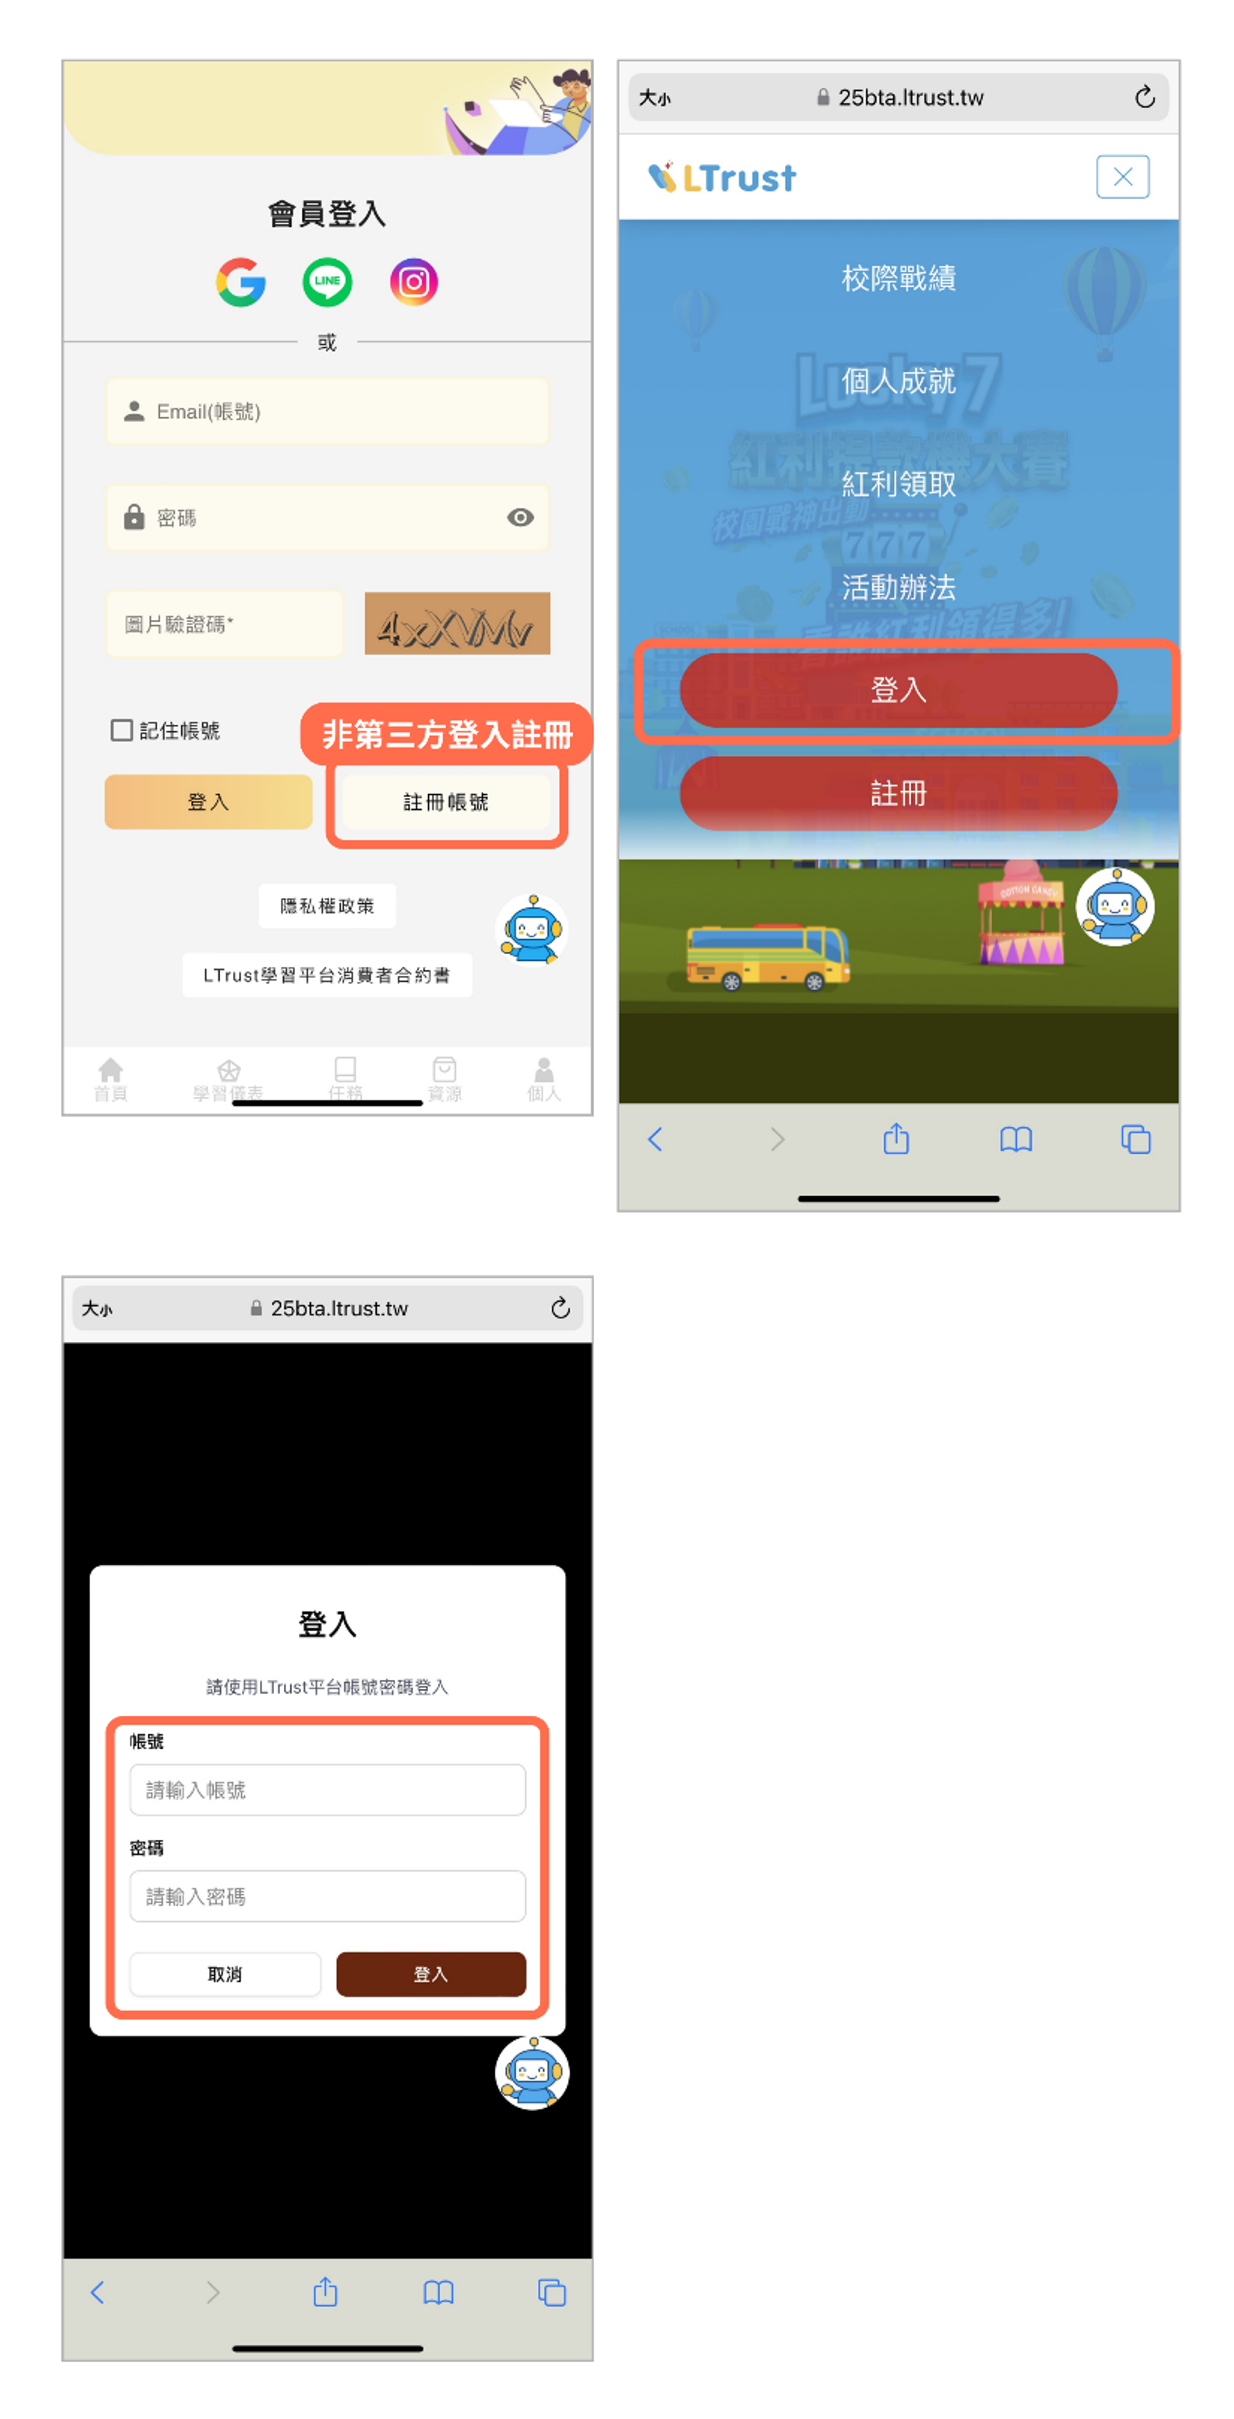 會員登入
LINE
或
Email(帳號)
密碼
圖片驗證碼*
4xXVMv
記住帳號
非第三方登入註冊
登入
註冊帳號
隱私權政策
LTrust學習平台消費者合約書
首頁
學習儀表
任務
資源
個人
大小
25bta.ltrust.tw
LTrust
校際戰績
Lucky7
個人成就
紅利提款機大賽
紅利領取
校園戰神出動
777
活動辦法
看誰紅利領得多!
登入
SCHOOL
註冊
COTTON CANDY
大小
25bta.ltrust.tw
登入
請使用LTrust平台帳號密碼登入
帳號
請輸入帳號
密碼
請輸入密碼
取消
登入